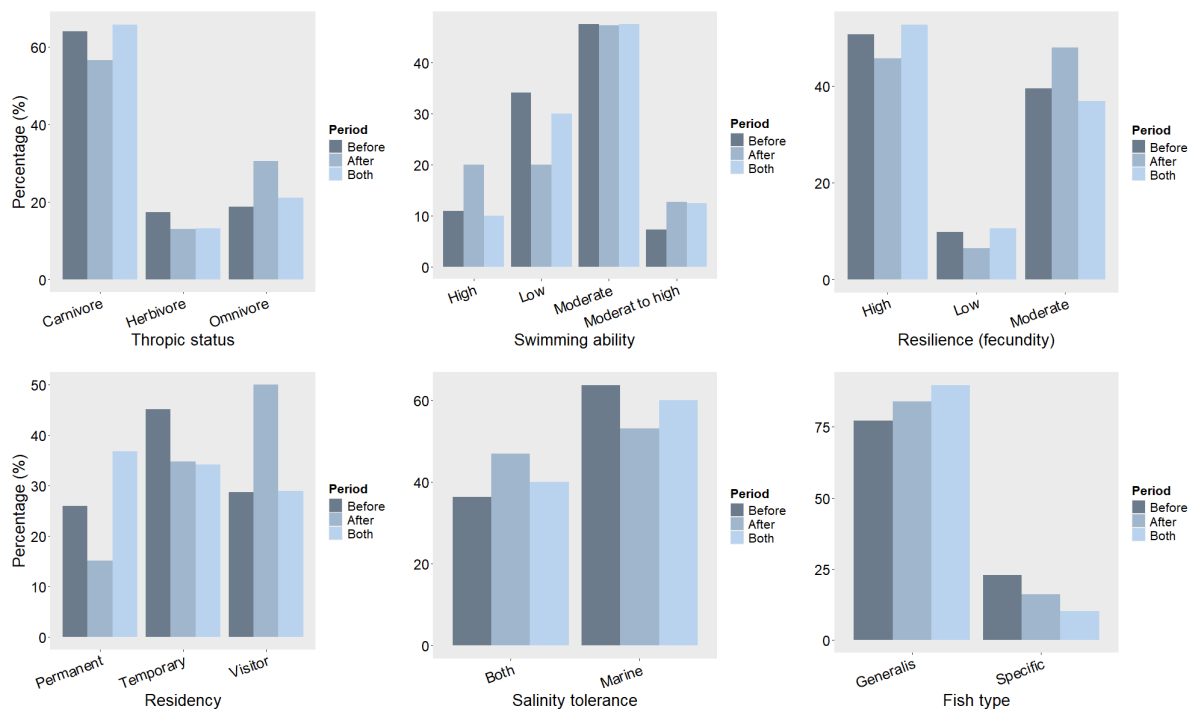 Percentage (%)
60
40
20
0
Carnivore
Herbivore
Omnivore
Thropic status
Period
Before
After
Both
40
30
20
10
0
High
Low
Moderate
Moderat to high
Swimming ability
Period
Before
After
Both
40
20
0
High
Low
Moderate
Resilience (fecundity)
Period
Before
After
Both
Percentage (%)
50
40
30
20
10
0
Permanent
Temporary
Visitor
Residency
Period
Before
After
Both
60
40
20
0
Both
Marine
Salinity tolerance
Period
Before
After
Both
75
50
25
0
Generalis
Specific
Fish type
Period
Before
After
Both